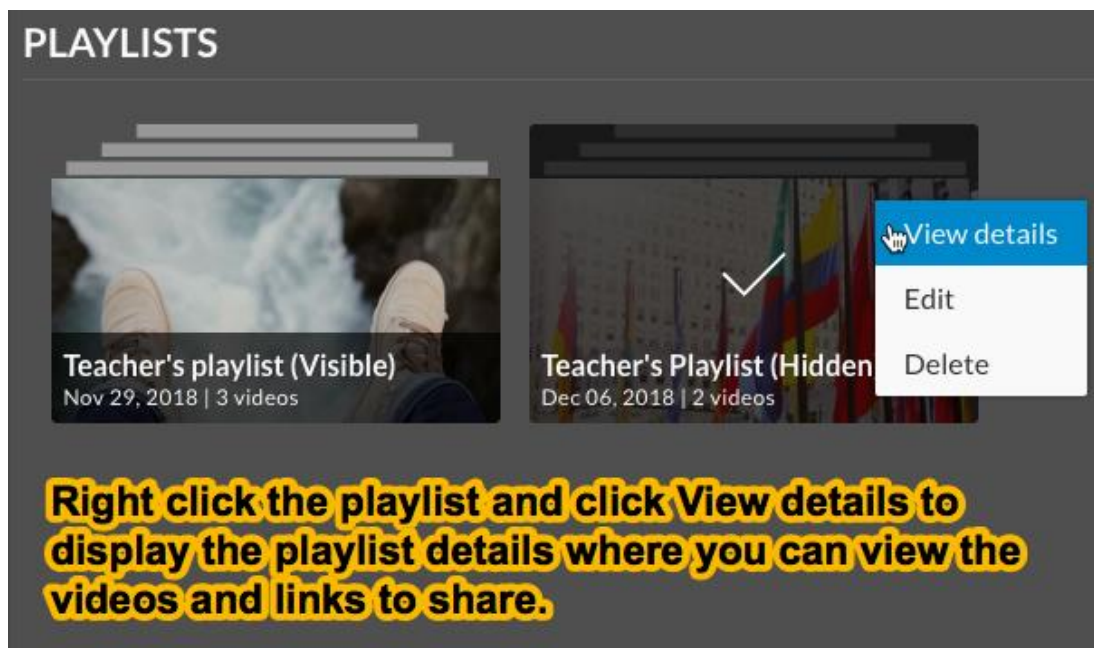 PLAYLISTS
Teacher's playlist (Visible)
Nov 29, 2018 | 3 videos
Teacher's Playlist (Hidden
Dec 06, 2018 | 2 videos
View details
Edit
Delete
Right click the playlist and click View details to
display the playlist details where you can view the
videos and links to share.